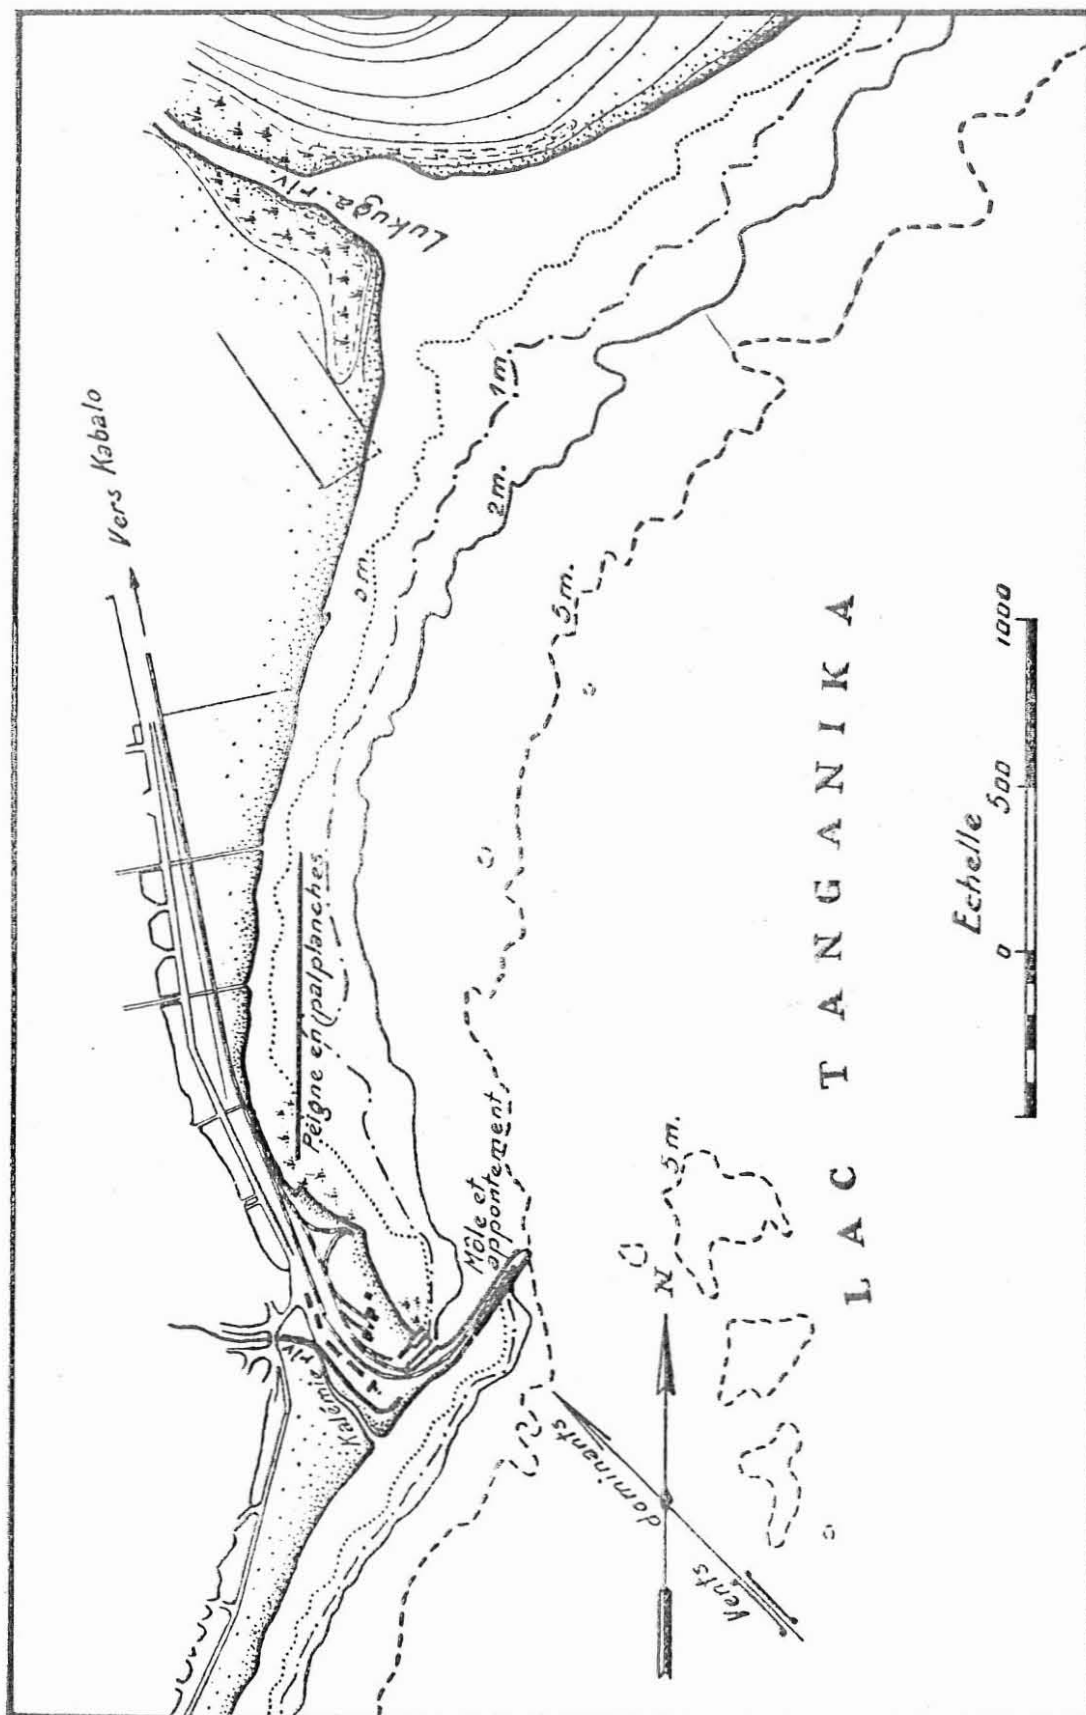 Vers Kabalo
Lukuga. riv.
0 m.
1 m
2 m.
5 m.
Peigne en palplanches
Môle et
appontement
Kalémie riv
N
5 m.
Vents dominants
LAC TANGANIKA
Echelle
0 500 1000